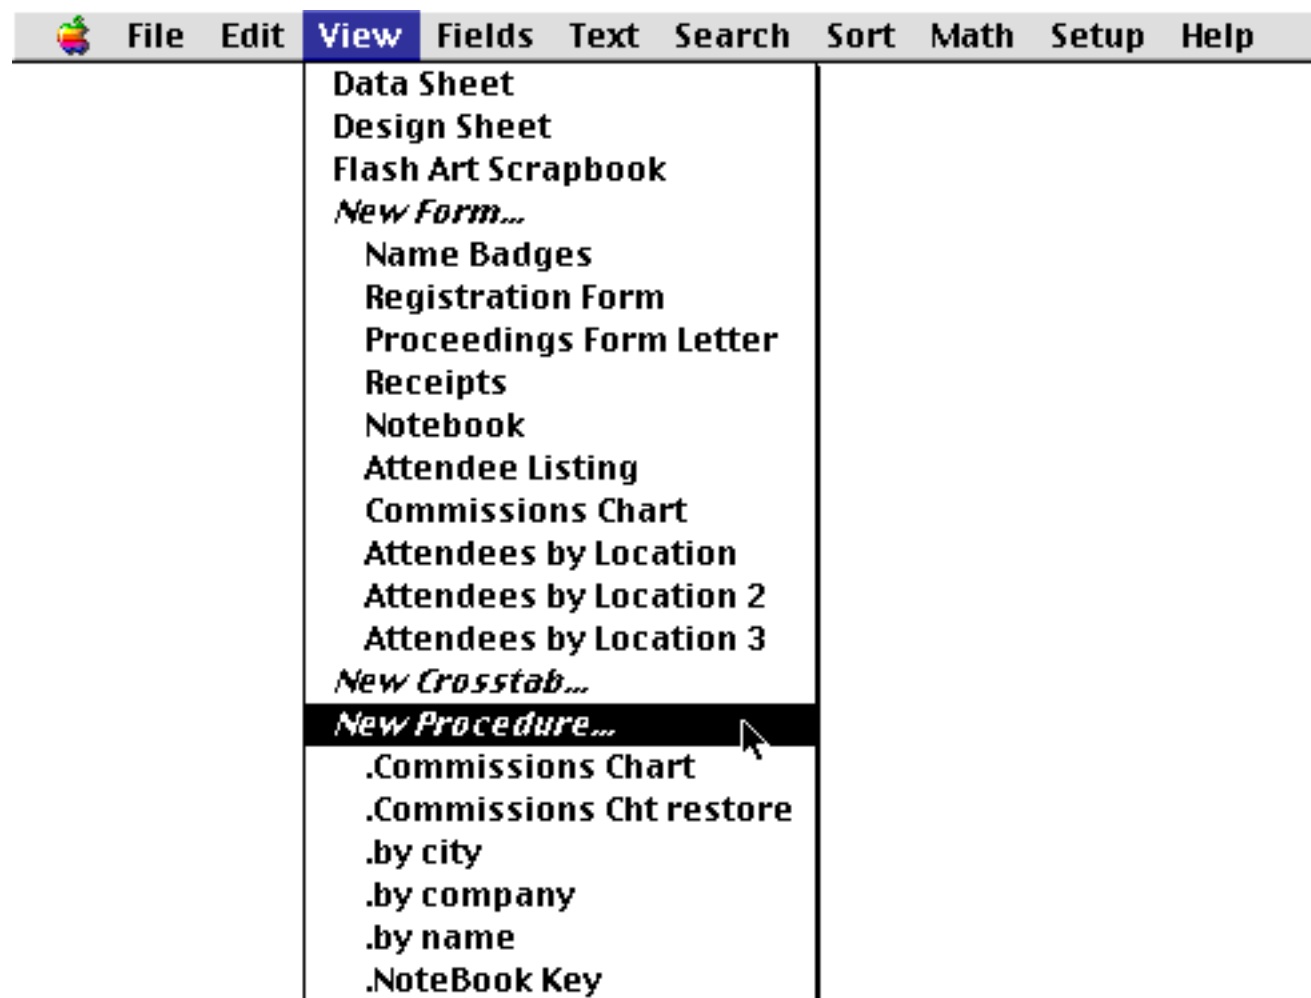 File Edit View Fields Text Search Sort Math Setup Help
Data Sheet
Design Sheet
Flash Art Scrapbook
New Form...
Name Badges
Registration Form
Proceedings Form Letter
Receipts
Notebook
Attendee Listing
Commissions Chart
Attendees by Location
Attendees by Location 2
Attendees by Location 3
New Crosstab...
New Procedure...
.Commissions Chart
.Commissions Cht restore
.by city
.by company
.by name
.NoteBook Key